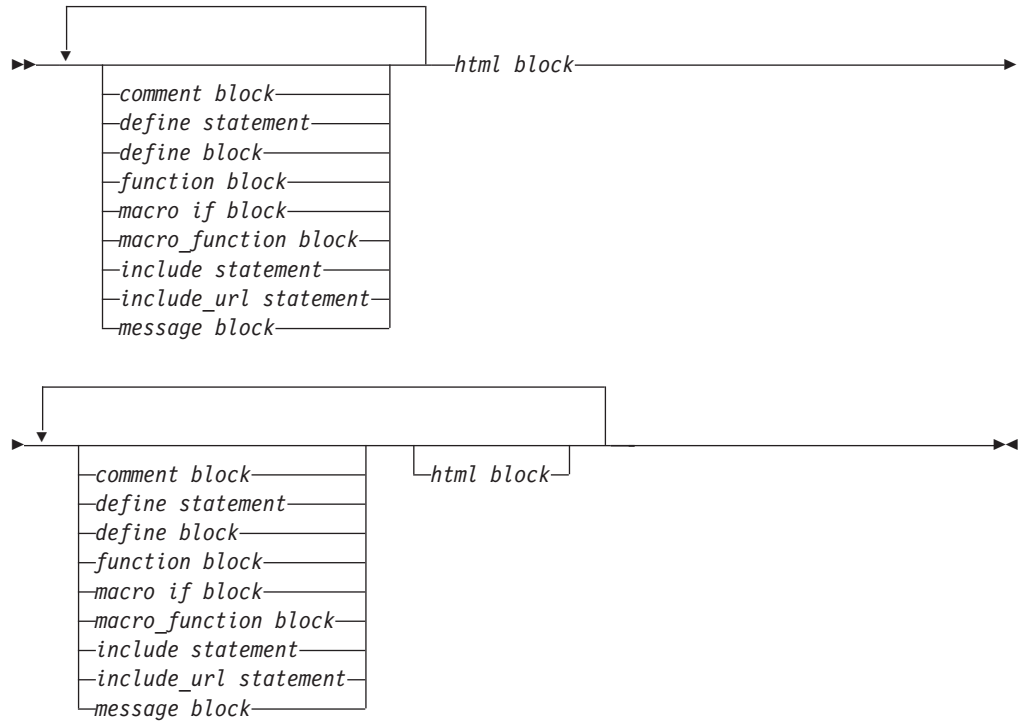 html block
comment block
define statement
define block
function block
macro if block
macro_function block
include statement
include_url statement
message block
comment block
html block
define statement
define block
function block
macro if block
macro_function block
include statement
include_url statement
message block